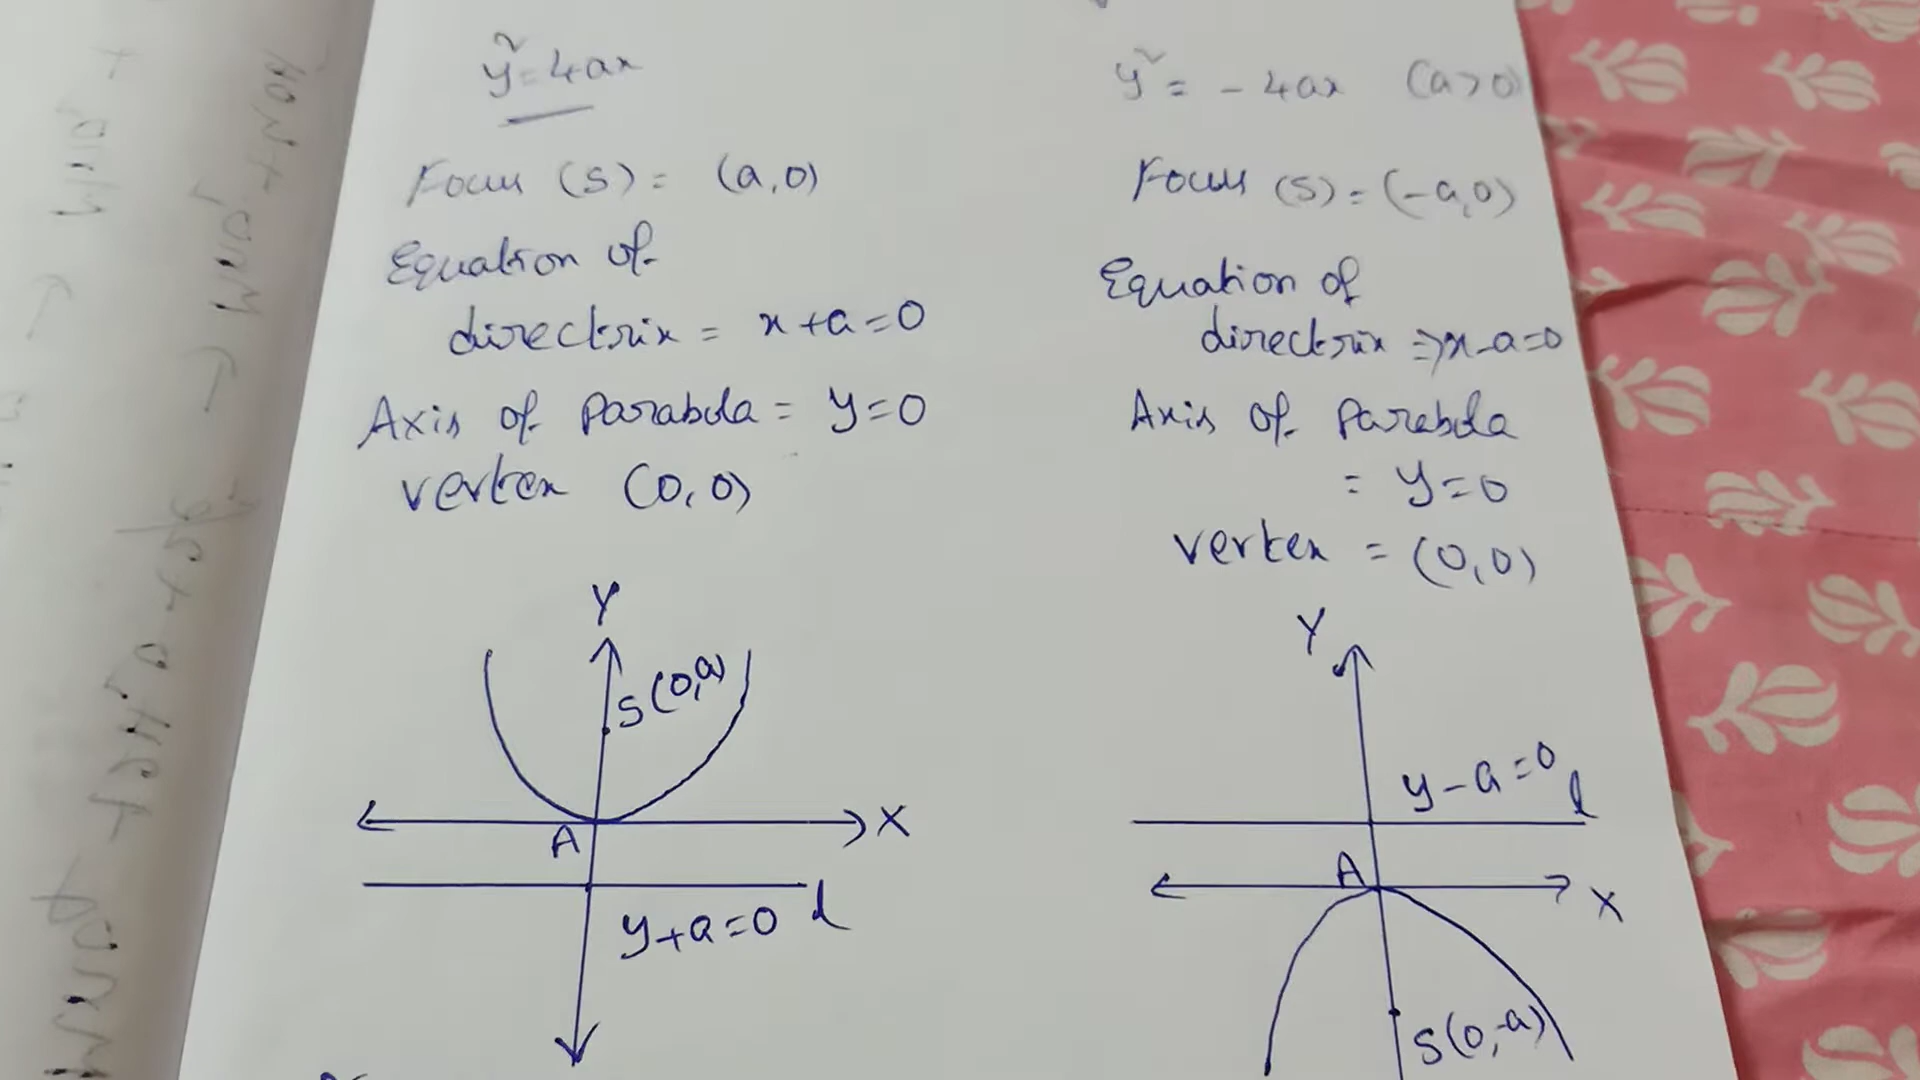 y² = 4ax
Focus (S) = (a,0)
Equation of
directrix = x+a=0
Axis of Parabola = y=0
vertex (0,0)
Y
S(0,a)
X
A
y+a=0 l
y² = -4ax (a>0)
Focus (S) = (-a,0)
Equation of
directrix ⇒ x-a=0
Axis of Parabola
= y=0
vertex = (0,0)
Y
y-a=0 l
A
X
S(0,-a)